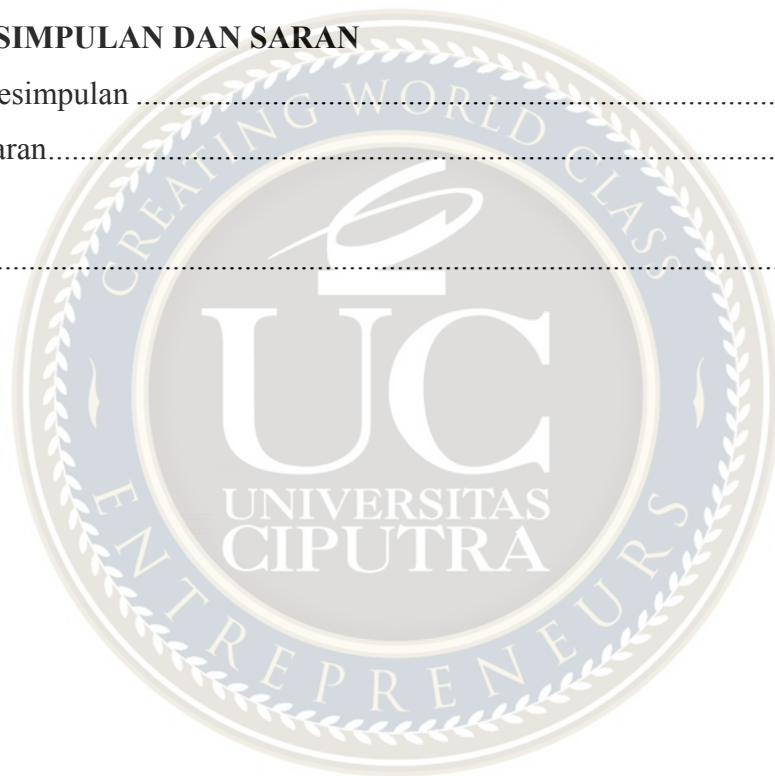 SIMPULAN DAN SARAN
esimpulan ........................................................................................
aran....................................................................................................
..........................................................................................................
CREATING WORLD CLASS
UC
UNIVERSITAS
CIPUTRA
ENTREPRENEURS